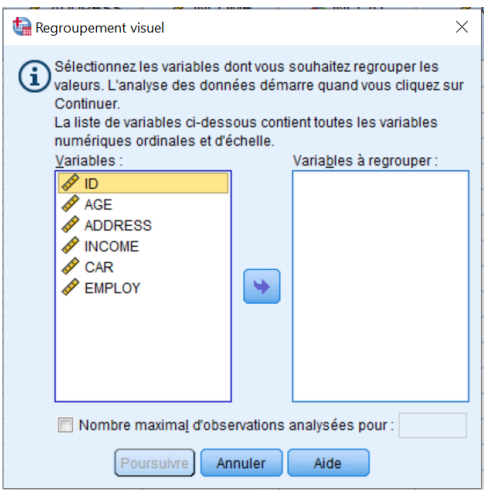 Regroupement visuel
Sélectionnez les variables dont vous souhaitez regrouper les
valeurs. L'analyse des données démarre quand vous cliquez sur
Continuer.
La liste de variables ci-dessous contient toutes les variables
numériques ordinales et d'échelle.
Variables :
ID
AGE
ADDRESS
INCOME
CAR
EMPLOY
Variables à regrouper :
Nombre maximal d'observations analysées pour :
Poursuivre Annuler Aide